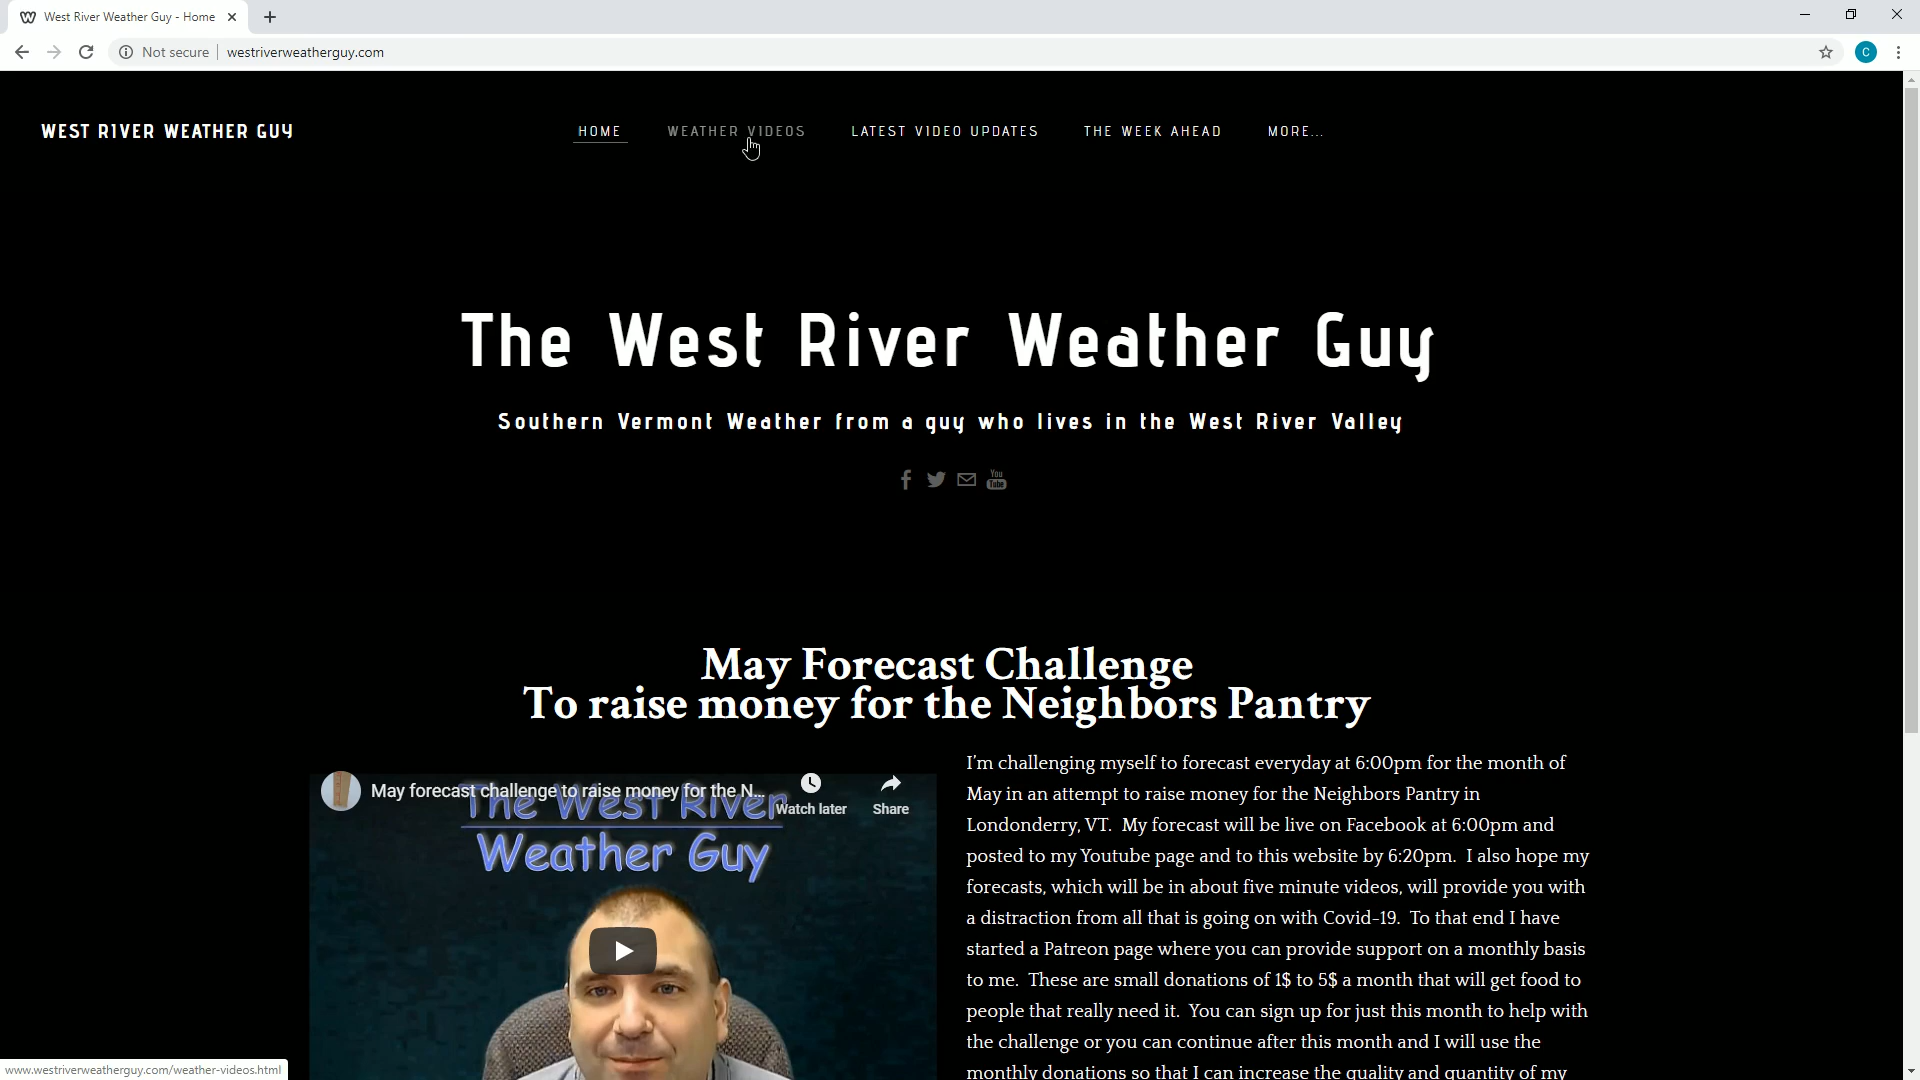 West River Weather Guy - Home
Not secure
westriverweatherguy.com
WEST RIVER WEATHER GUY
HOME
WEATHER VIDEOS
LATEST VIDEO UPDATES
THE WEEK AHEAD
MORE...
The West River Weather Guy
Southern Vermont Weather from a guy who lives in the West River Valley
You
Tube
May Forecast Challenge
To raise money for the Neighbors Pantry
May forecast challenge to raise money for the N...
Watch later
Share
The West River
Weather Guy
I'm challenging myself to forecast everyday at 6:00pm for the month of
May in an attempt to raise money for the Neighbors Pantry in
Londonderry, VT.  My forecast will be live on Facebook at 6:00pm and
posted to my Youtube page and to this website by 6:20pm.  I also hope my
forecasts, which will be in about five minute videos, will provide you with
a distraction from all that is going on with Covid-19.  To that end I have
started a Patreon page where you can provide support on a monthly basis
to me.  These are small donations of 1$ to 5$ a month that will get food to
people that really need it.  You can sign up for just this month to help with
the challenge or you can continue after this month and I will use the
monthly donations so that I can increase the quality and quantity of my
www.westriverweatherguy.com/weather-videos.html
C